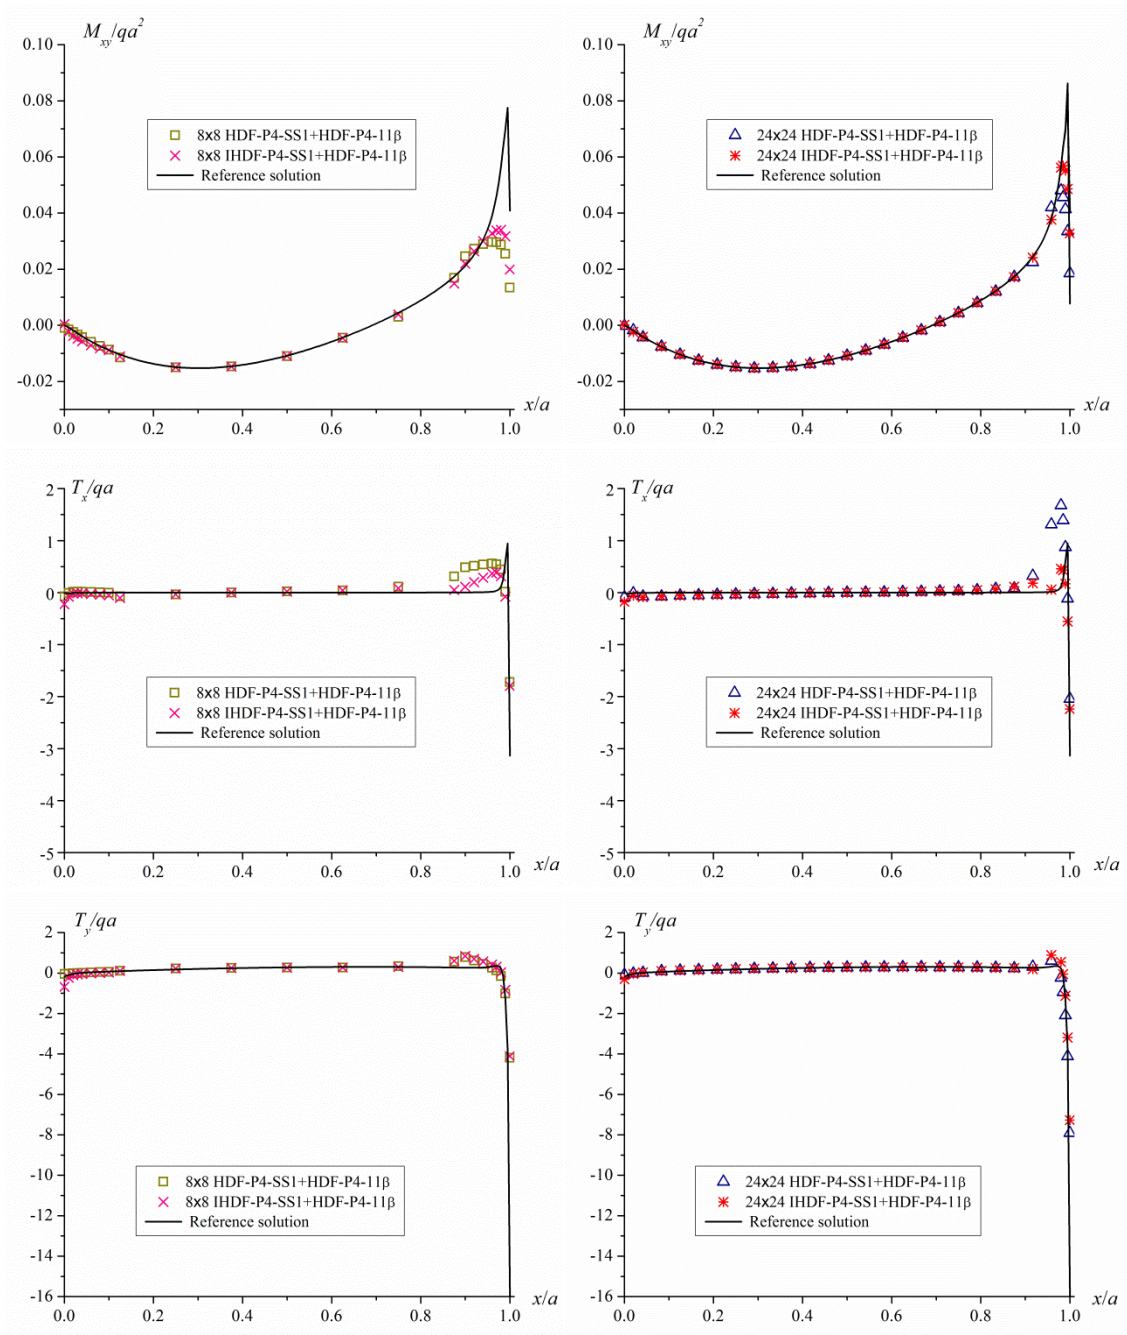 M_xy/qa^2
0.10
0.08
0.06
0.04
0.02
0.00
-0.02
8x8 HDF-P4-SS1+HDF-P4-11β
8x8 IHDF-P4-SS1+HDF-P4-11β
Reference solution
0.0 0.2 0.4 0.6 0.8 1.0
x/a
M_xy/qa^2
0.10
0.08
0.06
0.04
0.02
0.00
-0.02
24x24 HDF-P4-SS1+HDF-P4-11β
24x24 IHDF-P4-SS1+HDF-P4-11β
Reference solution
0.0 0.2 0.4 0.6 0.8 1.0
x/a
T_x/qa
2
1
0
-1
-2
-3
-4
-5
8x8 HDF-P4-SS1+HDF-P4-11β
8x8 IHDF-P4-SS1+HDF-P4-11β
Reference solution
0.0 0.2 0.4 0.6 0.8 1.0
x/a
T_x/qa
2
1
0
-1
-2
-3
-4
-5
24x24 HDF-P4-SS1+HDF-P4-11β
24x24 IHDF-P4-SS1+HDF-P4-11β
Reference solution
0.0 0.2 0.4 0.6 0.8 1.0
x/a
T_y/qa
2
0
-2
-4
-6
-8
-10
-12
-14
-16
8x8 HDF-P4-SS1+HDF-P4-11β
8x8 IHDF-P4-SS1+HDF-P4-11β
Reference solution
0.0 0.2 0.4 0.6 0.8 1.0
x/a
T_y/qa
2
0
-2
-4
-6
-8
-10
-12
-14
-16
24x24 HDF-P4-SS1+HDF-P4-11β
24x24 IHDF-P4-SS1+HDF-P4-11β
Reference solution
0.0 0.2 0.4 0.6 0.8 1.0
x/a